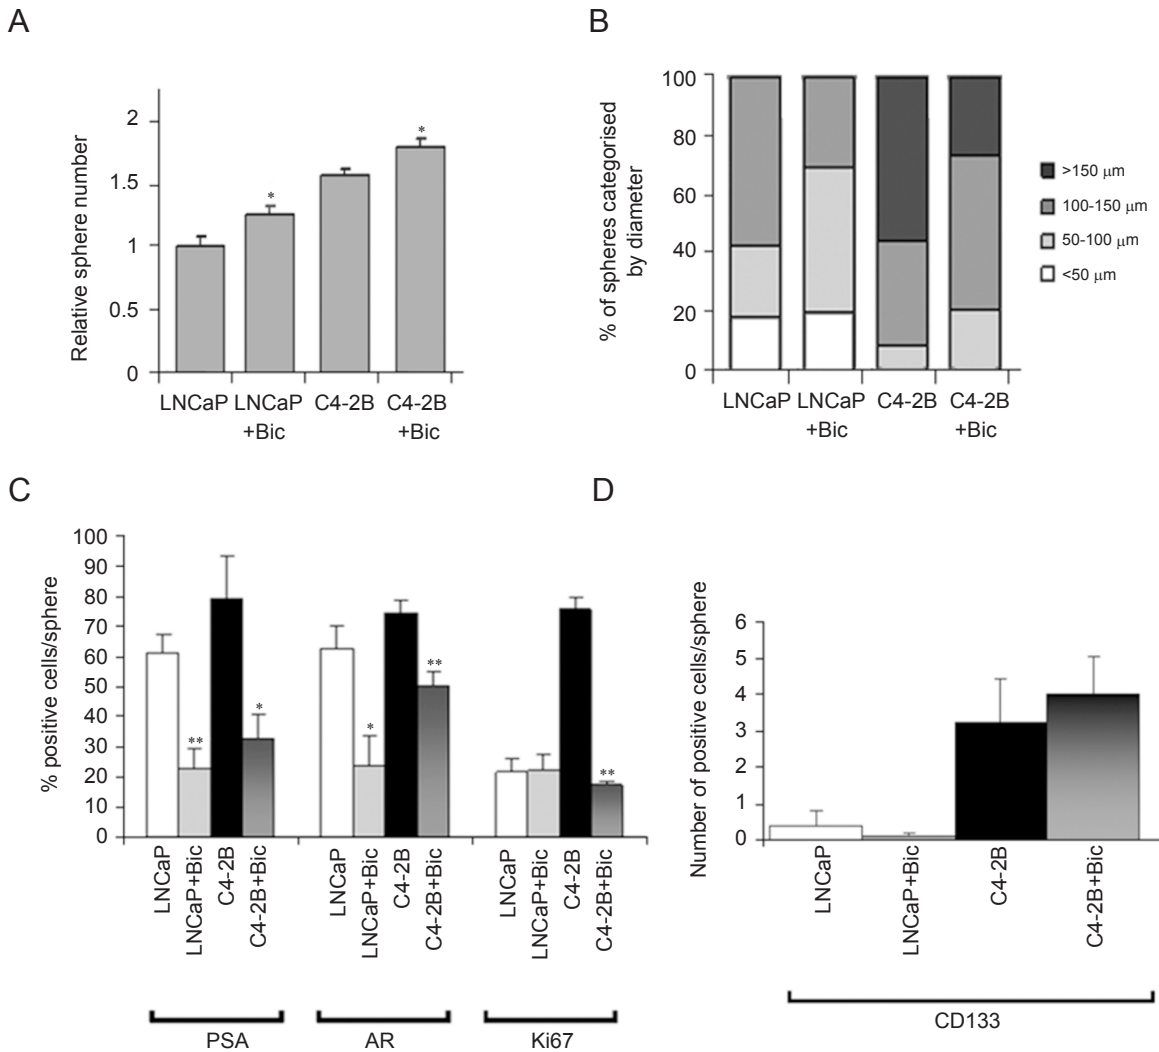 A
B
Relative sphere number
2
1.5
1
0.5
0
*
*
LNCaP
LNCaP
+Bic
C4-2B
C4-2B
+Bic
% of spheres categorised
by diameter
100
80
60
40
20
0
LNCaP
LNCaP
+Bic
C4-2B
C4-2B
+Bic
>150 μm
100-150 μm
50-100 μm
<50 μm
C
D
% positive cells/sphere
100
90
80
70
60
50
40
30
20
10
0
**
*
*
**
**
LNCaP
LNCaP+Bic
C4-2B
C4-2B+Bic
LNCaP
LNCaP+Bic
C4-2B
C4-2B+Bic
LNCaP
LNCaP+Bic
C4-2B
C4-2B+Bic
PSA
AR
Ki67
Number of positive cells/sphere
6
5
4
3
2
1
0
LNCaP
LNCaP+Bic
C4-2B
C4-2B+Bic
CD133